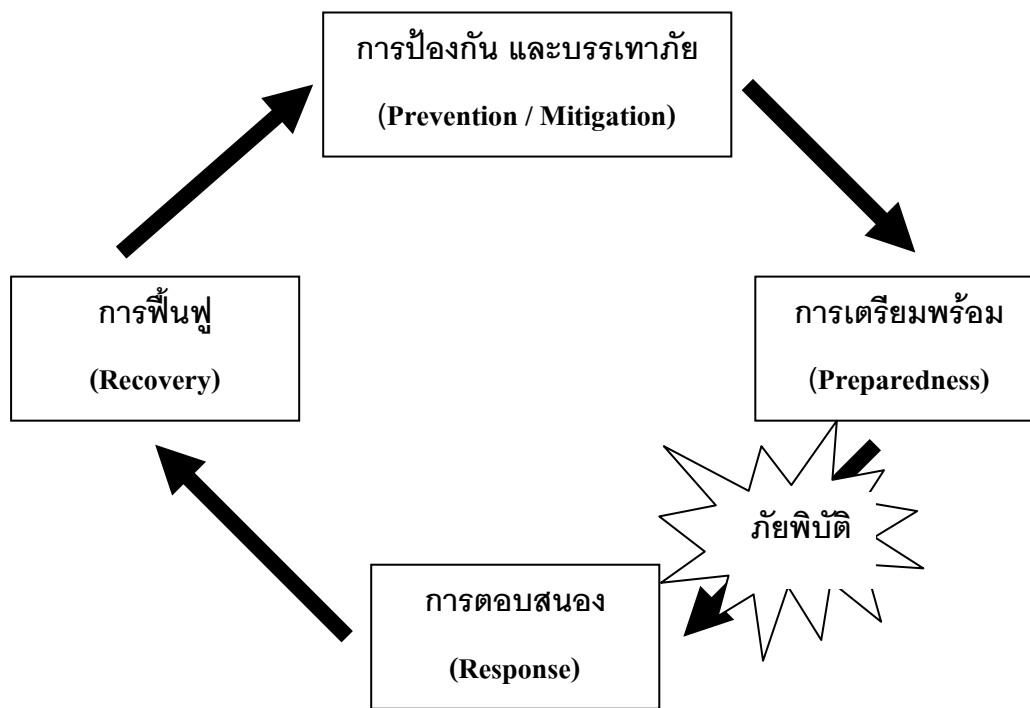 การป้องกัน และบรรเทาภัย
(Prevention / Mitigation)
การฟื้นฟู
(Recovery)
การเตรียมพร้อม
(Preparedness)
ภัยพิบัติ
การตอบสนอง
(Response)